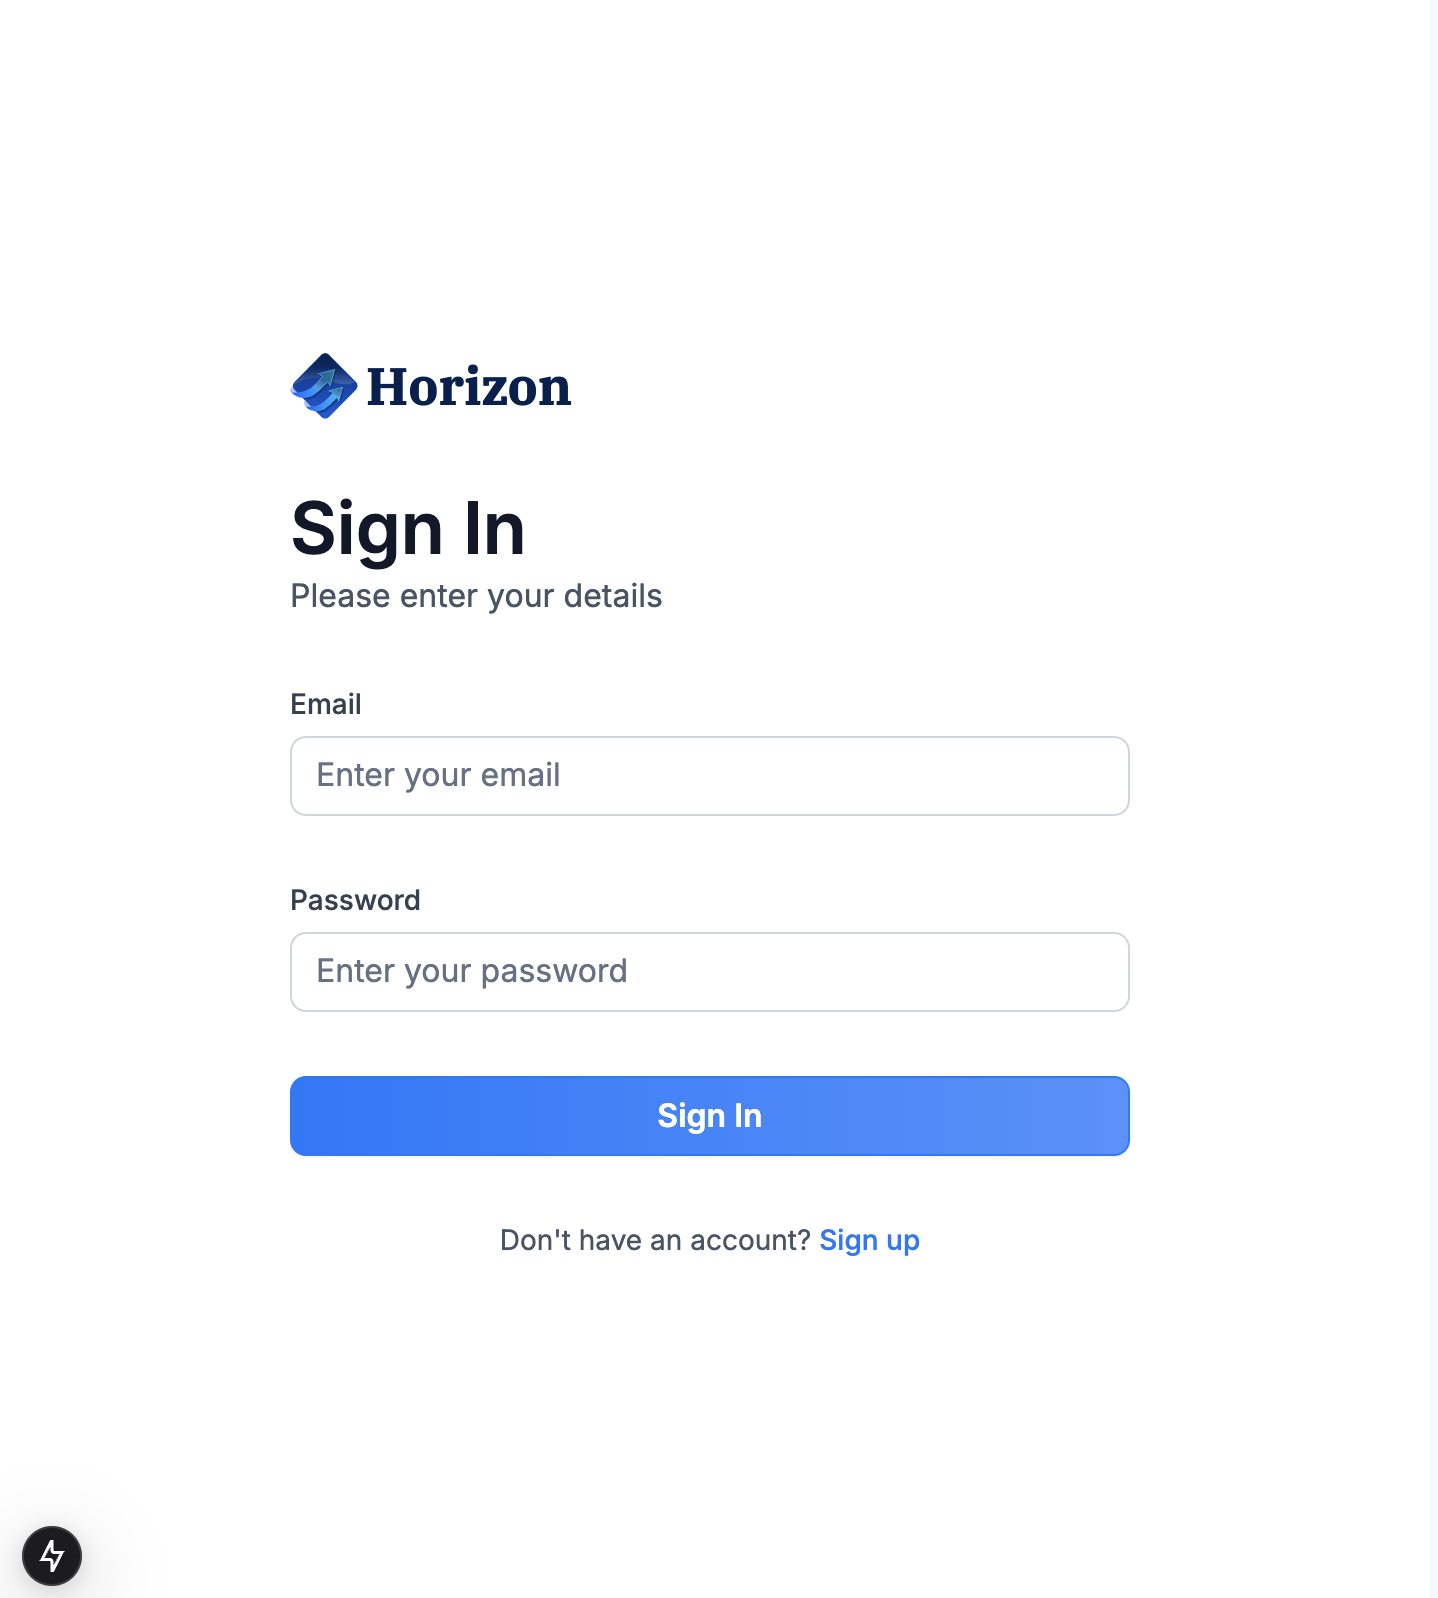 Horizon
Sign In
Please enter your details
Email
Enter your email
Password
Enter your password
Sign In
Don't have an account? Sign up